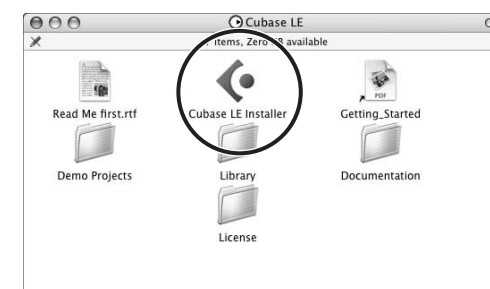 Cubase LE
items, Zero KB available
PDF
Read Me first.rtf Cubase LE Installer Getting_Started
Demo Projects Library Documentation
License